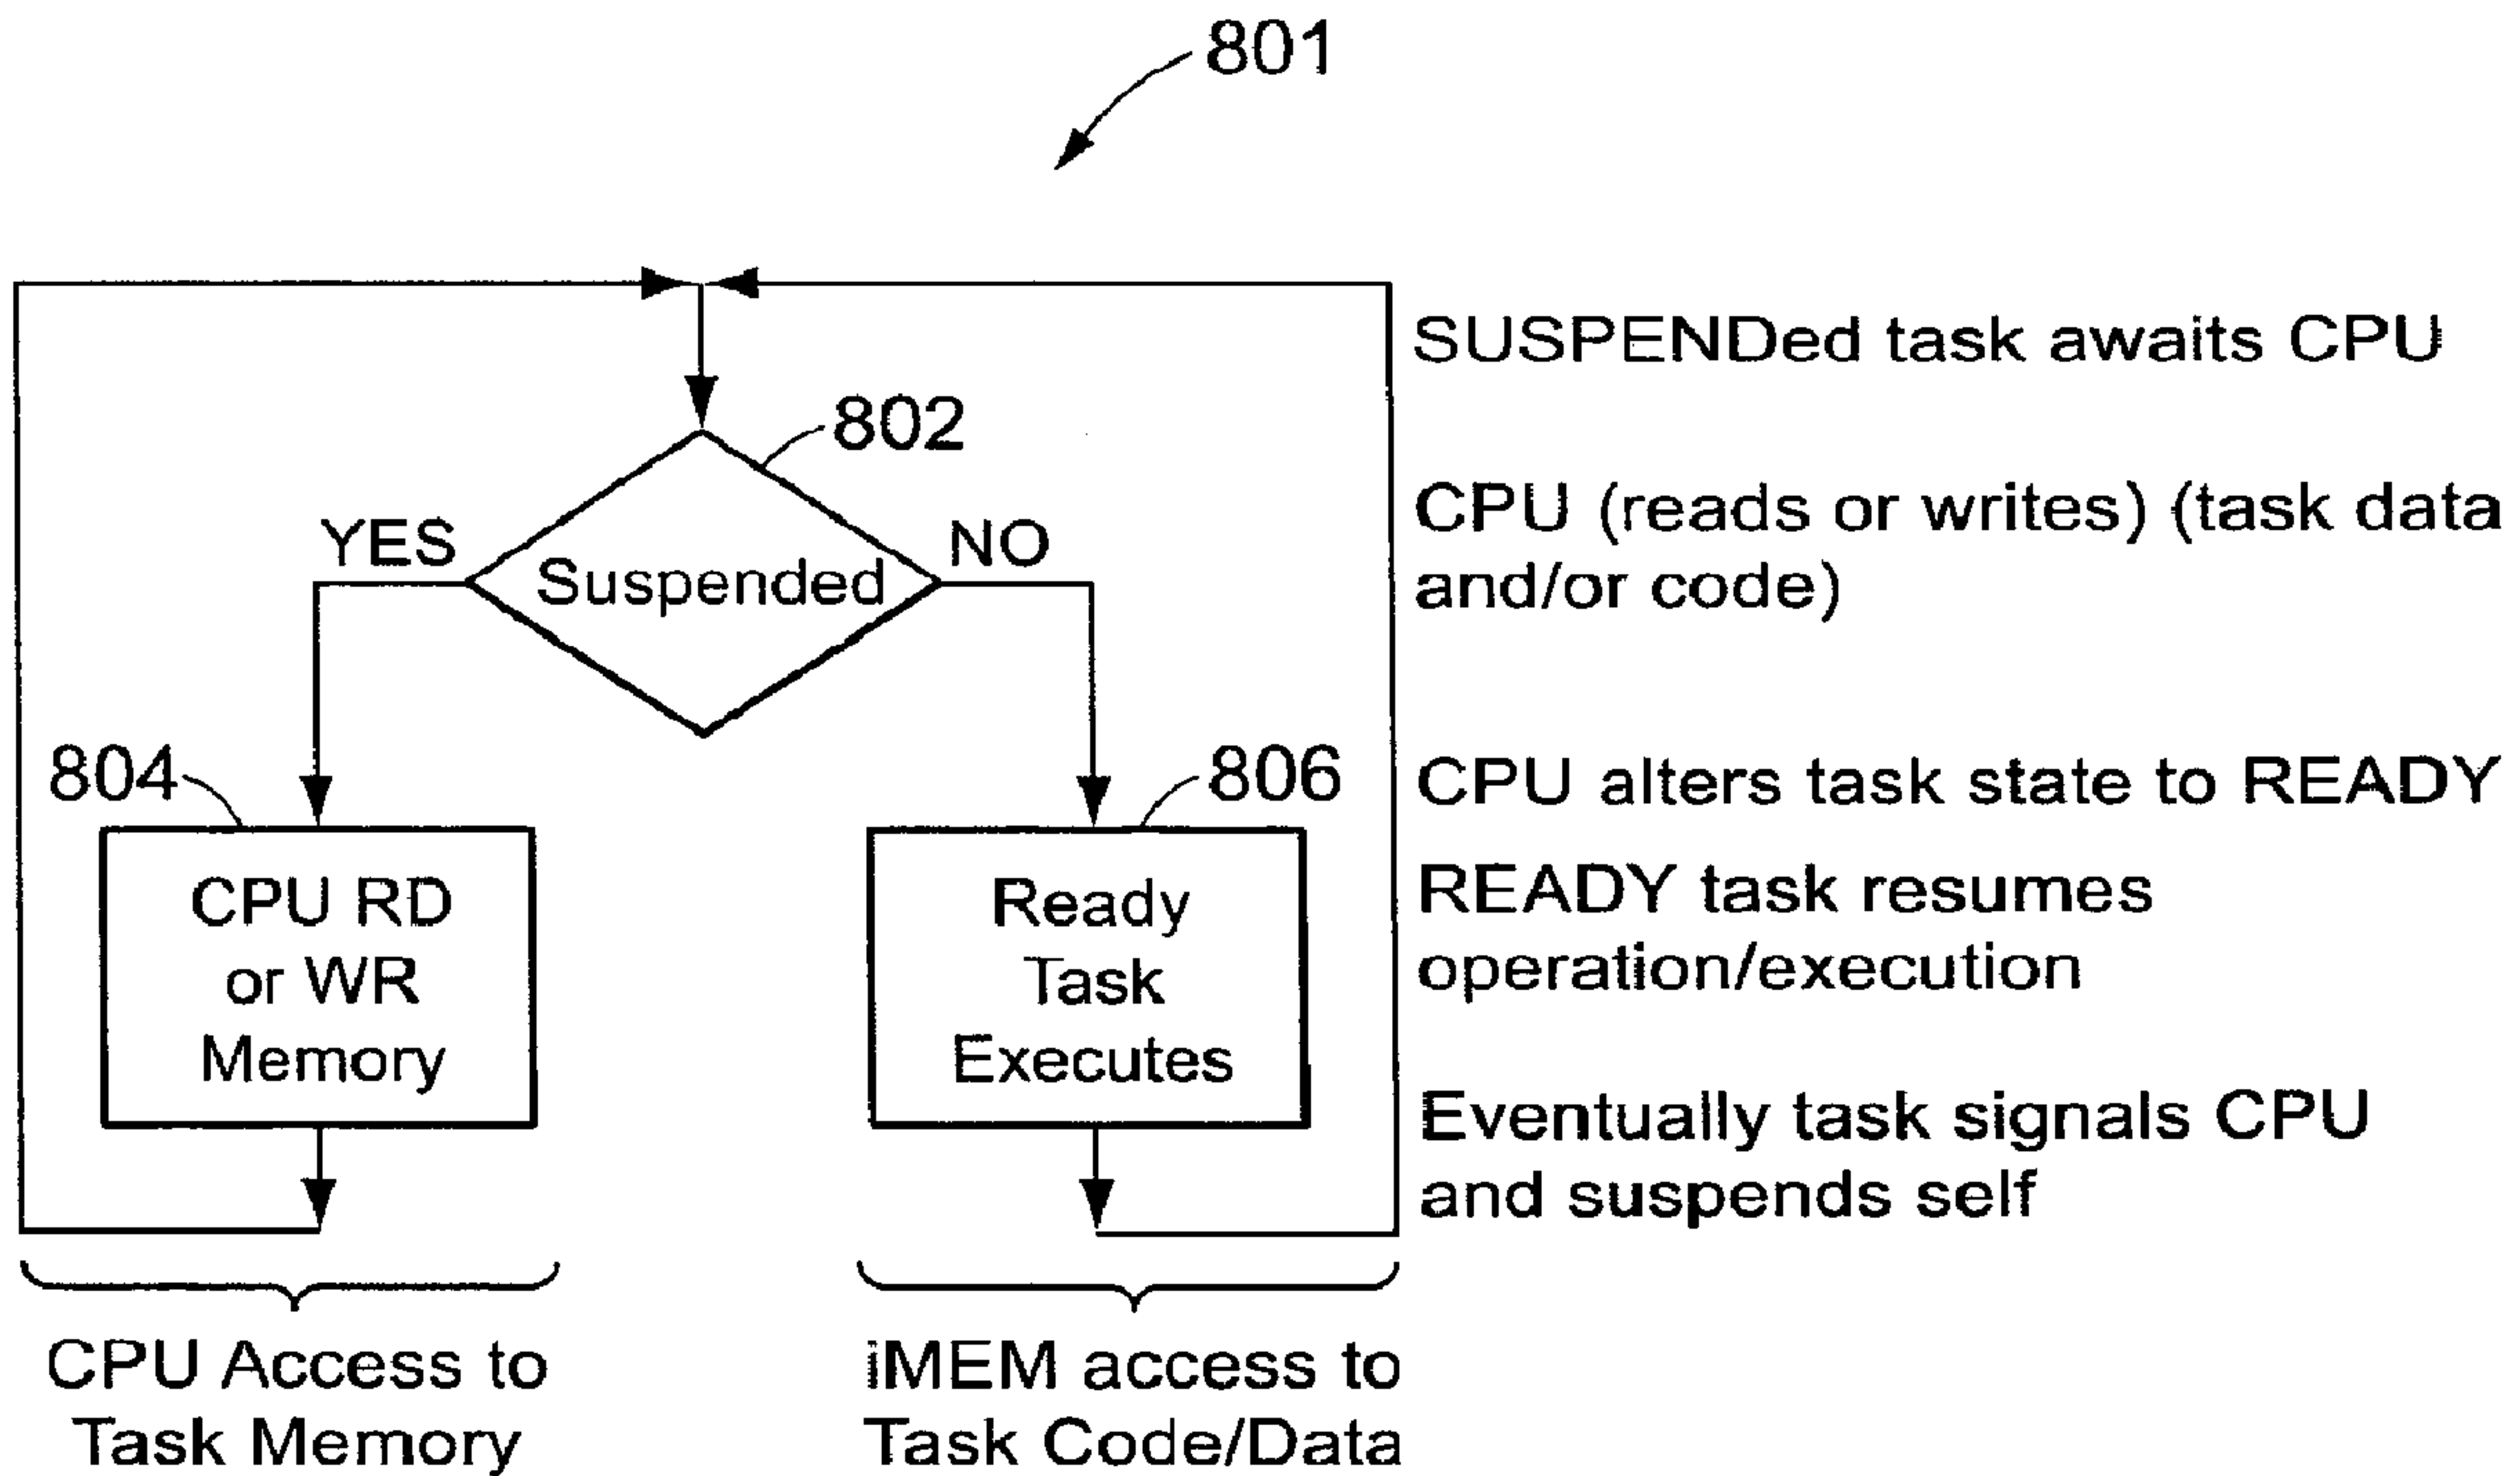 801
SUSPENDed task awaits CPU
802
CPU (reads or writes) (task data
and/or code)
YES
NO
Suspended
804
806
CPU alters task state to READY
CPU RD
or WR
Memory
Ready
Task
Executes
READY task resumes
operation/execution
Eventually task signals CPU
and suspends self
CPU Access to
Task Memory
iMEM access to
Task Code/Data